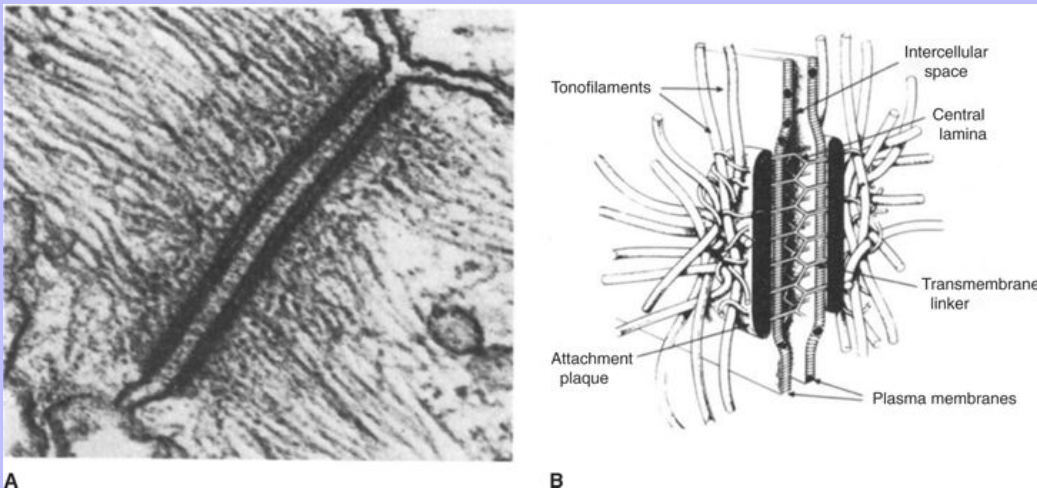 Intercellular
space
Tonofilaments
Central
lamina
Transmembrane
linker
Attachment
plaque
Plasma membranes
A
B